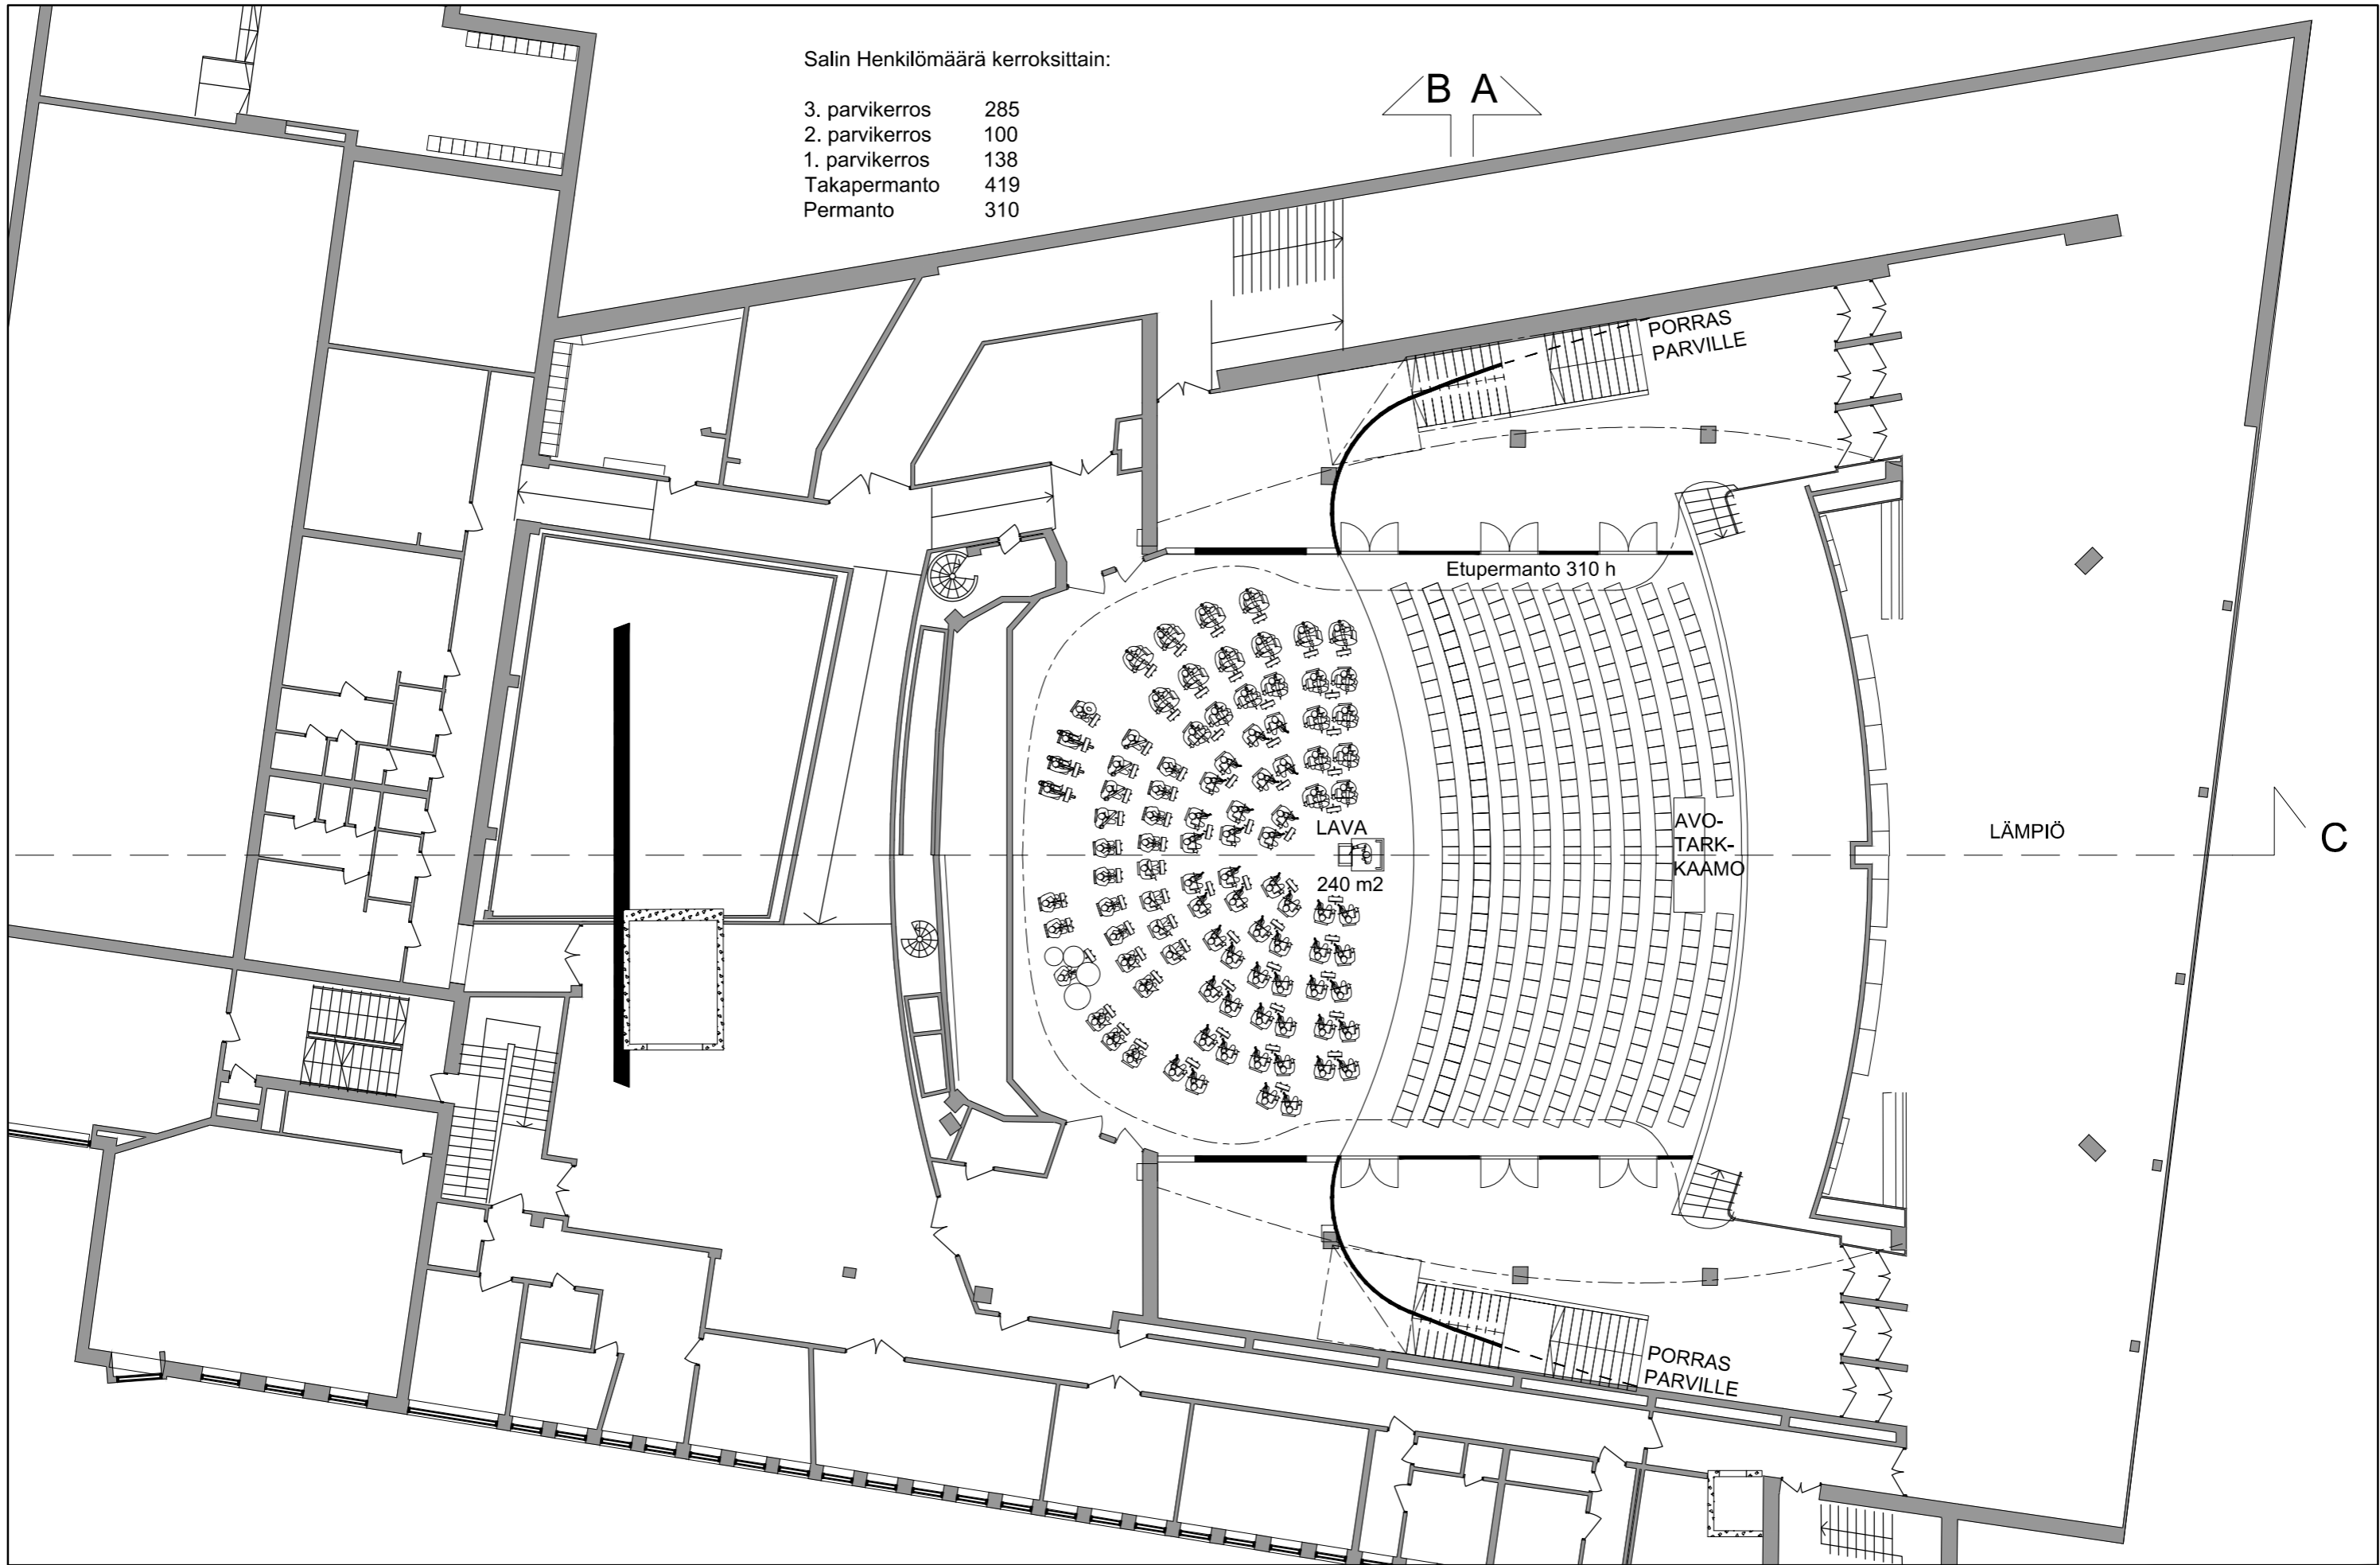 Salin Henkilömäärä kerroksittain:
3. parvikerros 285
2. parvikerros 100
1. parvikerros 138
Takapermanto 419
Permanto 310
B A
PORRAS
PARVILLE
Etupermanto 310 h
LAVA
240 m2
AVO-
TARK-
KAAMO
LÄMPIÖ
C
PORRAS
PARVILLE